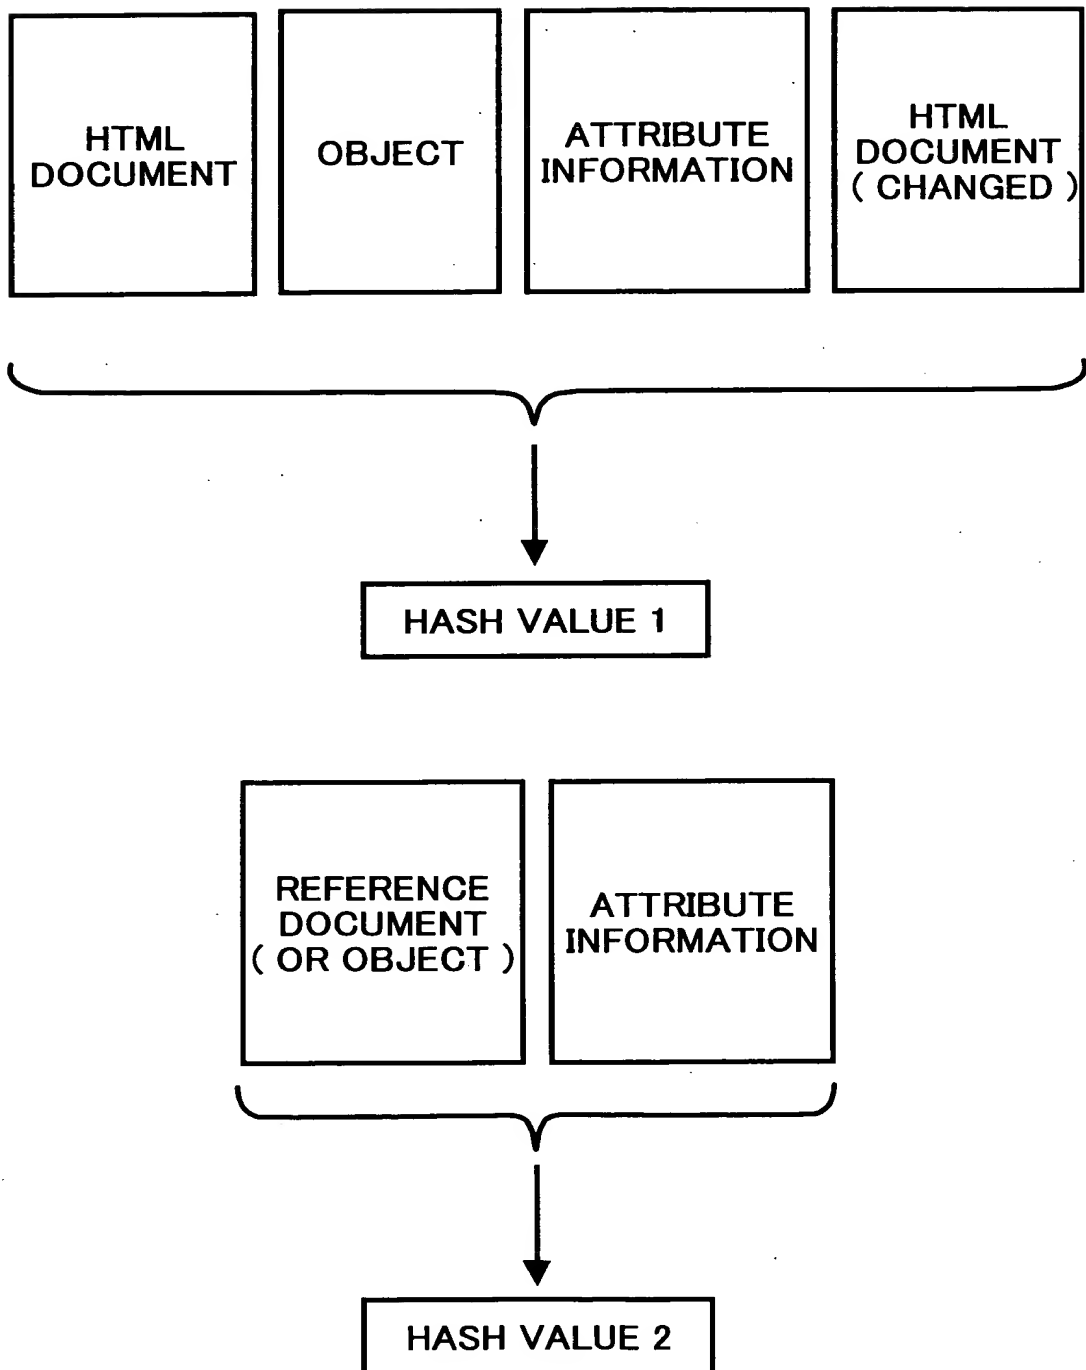 HTML
DOCUMENT
OBJECT
ATTRIBUTE
INFORMATION
HTML
DOCUMENT
( CHANGED )
HASH VALUE 1
REFERENCE
DOCUMENT
( OR OBJECT )
ATTRIBUTE
INFORMATION
HASH VALUE 2